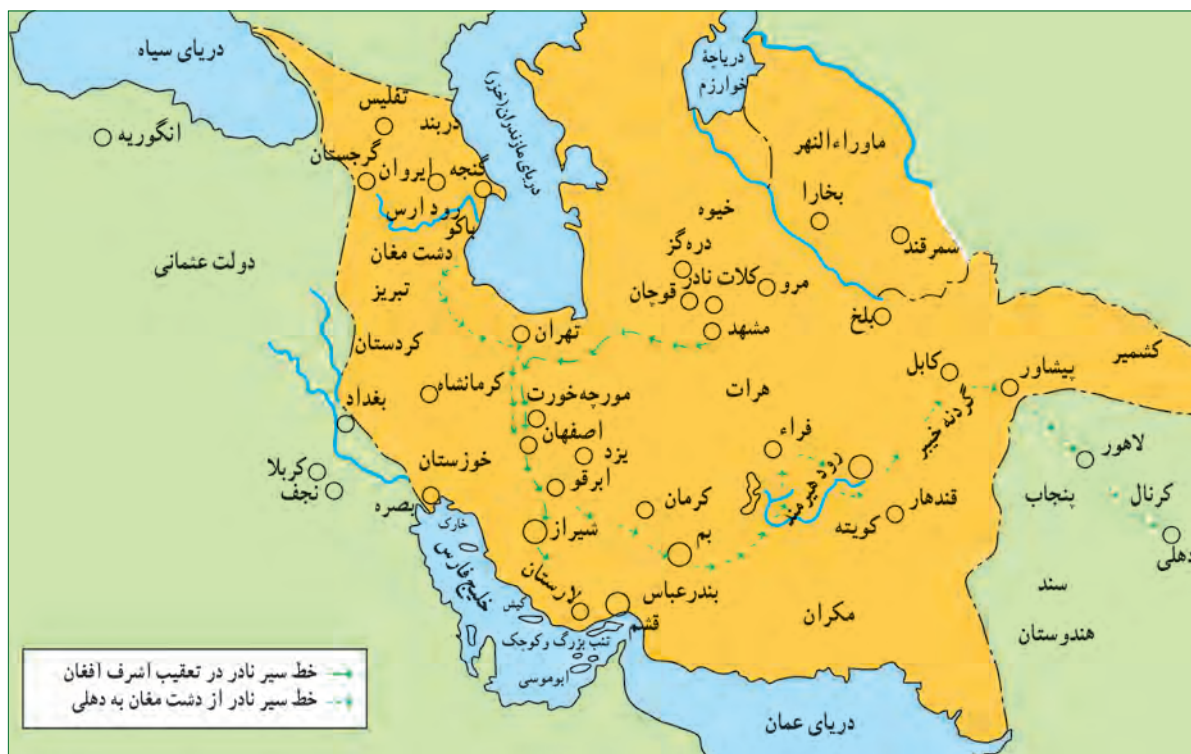 دریای سیاه
انگوریه
دولت عثمانی
تفلیس
دربند
گرجستان
ایروان
گنجه
رود ارس
باکو
دشت مغان
تبریز
کردستان
کرمانشاه
بغداد
کربلا
نجف
خوزستان
بصره
دریای مازندران (خزر)
دریاچهٔ
خوارزم
ماوراءالنهر
بخارا
سمرقند
خیوه
دره‌گز
کلات نادر
مرو
قوچان
مشهد
بلخ
تهران
هرات
کابل
پیشاور
کشمیر
گردنه خیبر
مورچه‌خورت
اصفهان
یزد
ابرقو
فراء
رود هیرمند
قندهار
کویته
لاهور
پنجاب
کرنال
دهلی
کرمان
بم
شیراز
لارستان
بندرعباس
قشم
مکران
سند
هندوستان
خارک
خلیج فارس
کیش
تنب بزرگ و کوچک
ابوموسی
دریای عمان
خط سیر نادر در تعقیب اشرف افغان
خط سیر نادر از دشت مغان به دهلی